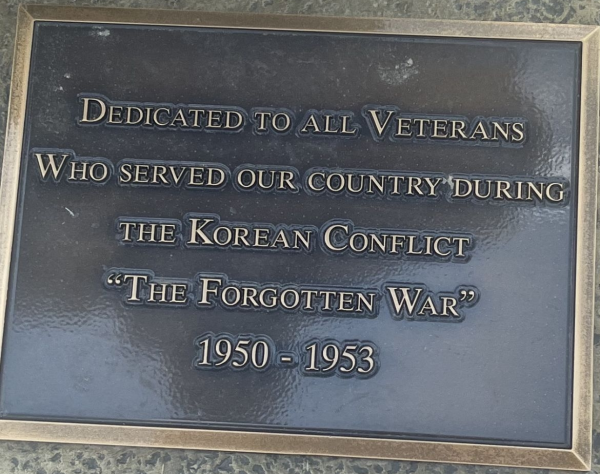 Dedicated to all Veterans
Who served our country during
the Korean Conflict
“The Forgotten War”
1950 - 1953